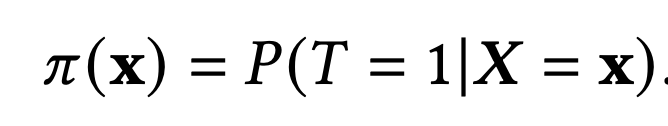 π(𝐱) = P(T = 1|𝑿 = 𝐱).